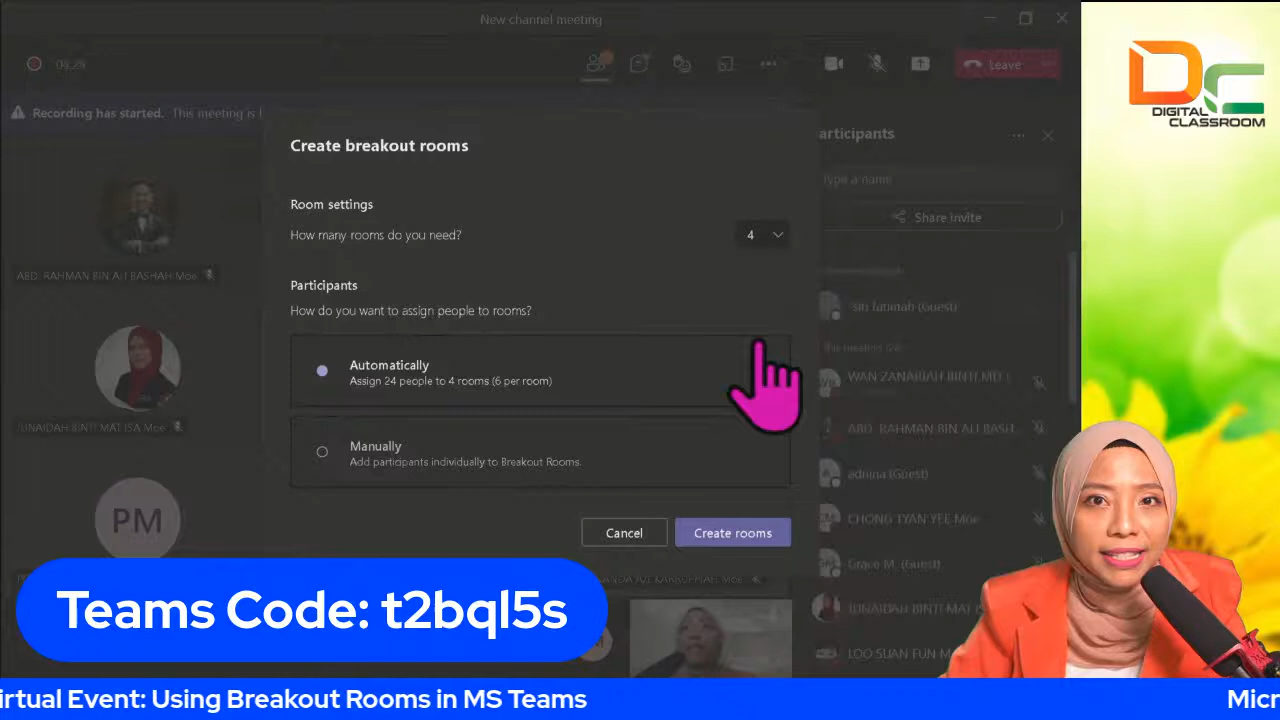 New channel meeting
04:29
Leave
Recording has started. This meeting is
DIGITAL
CLASSROOM
Create breakout rooms
articipants
Room settings
Type a name
How many rooms do you need?
4
Share invite
Participants
How do you want to assign people to rooms?
ABD. RAHMAN BIN ALI BASHAH Moe
siti fatimah (Guest)
Automatically
Assign 24 people to 4 rooms (6 per room)
WAN ZANARIAH BINTI MD
JUNAIDAH BINTI MAT ISA Moe
ABD. RAHMAN BIN ALI BASH
Manually
Add participants individually to Breakout Rooms.
adnina (Guest)
PM
CHONG TYAN YEE Moe
Cancel
Create rooms
Grace M. (Guest)
JUNAIDAH BINTI MAT IS
LOO SUAN FUN M
Teams Code: t2bql5s
irtual Event: Using Breakout Rooms in MS Teams
Micr